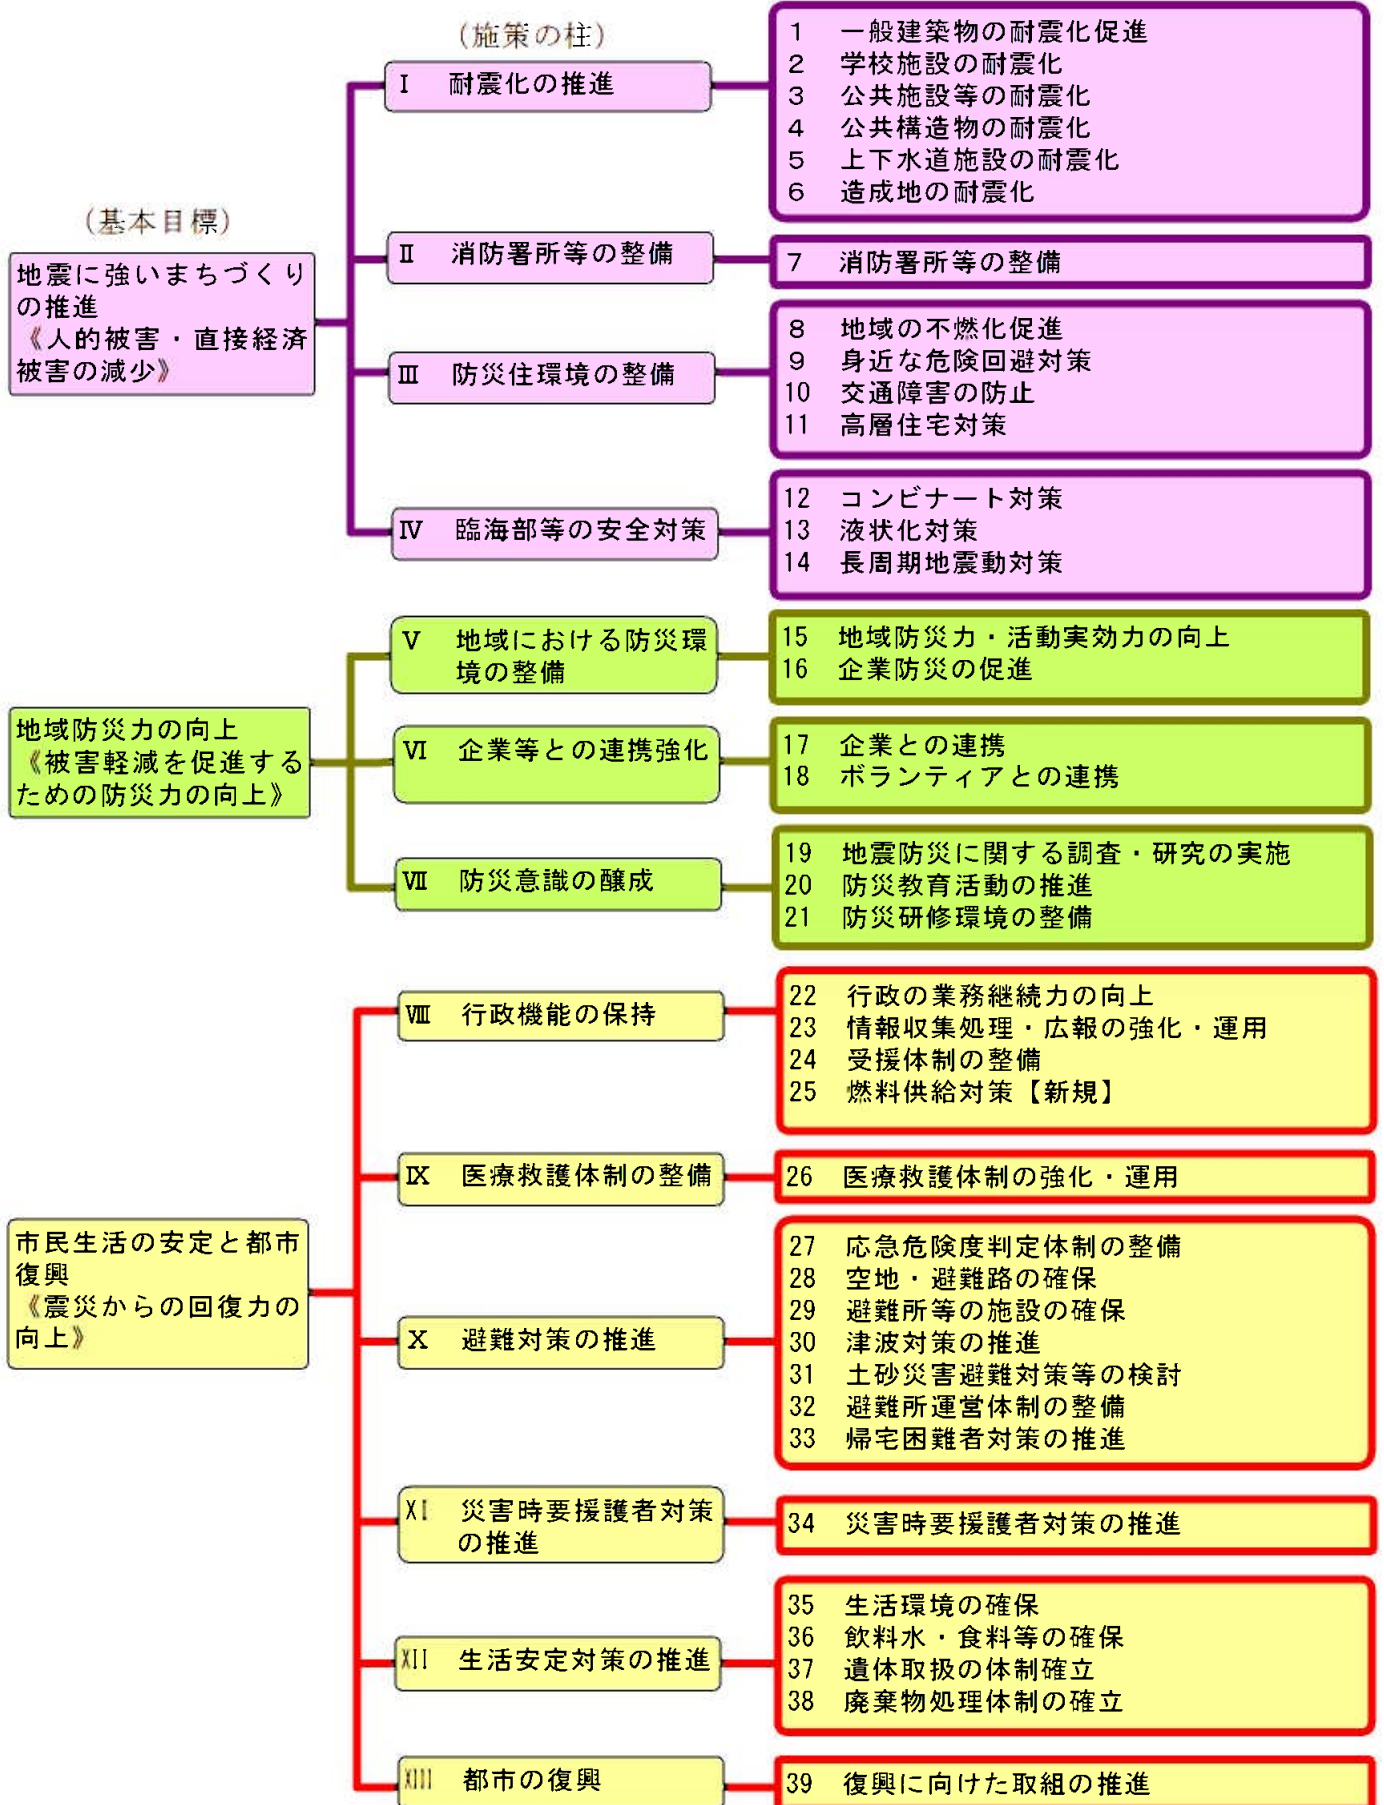 (施策の柱)
(基本目標)
地震に強いまちづくり
の推進
《人的被害・直接経済
被害の減少》
Ⅰ 耐震化の推進
1 一般建築物の耐震化促進
2 学校施設の耐震化
3 公共施設等の耐震化
4 公共構造物の耐震化
5 上下水道施設の耐震化
6 造成地の耐震化
Ⅱ 消防署所等の整備
7 消防署所等の整備
Ⅲ 防災住環境の整備
8 地域の不燃化促進
9 身近な危険回避対策
10 交通障害の防止
11 高層住宅対策
Ⅳ 臨海部等の安全対策
12 コンビナート対策
13 液状化対策
14 長周期地震動対策
地域防災力の向上
《被害軽減を促進する
ための防災力の向上》
Ⅴ 地域における防災環
境の整備
15 地域防災力・活動実効力の向上
16 企業防災の促進
Ⅵ 企業等との連携強化
17 企業との連携
18 ボランティアとの連携
Ⅶ 防災意識の醸成
19 地震防災に関する調査・研究の実施
20 防災教育活動の推進
21 防災研修環境の整備
市民生活の安定と都市
復興
《震災からの回復力の
向上》
Ⅷ 行政機能の保持
22 行政の業務継続力の向上
23 情報収集処理・広報の強化・運用
24 受援体制の整備
25 燃料供給対策【新規】
Ⅸ 医療救護体制の整備
26 医療救護体制の強化・運用
Ⅹ 避難対策の推進
27 応急危険度判定体制の整備
28 空地・避難路の確保
29 避難所等の施設の確保
30 津波対策の推進
31 土砂災害避難対策等の検討
32 避難所運営体制の整備
33 帰宅困難者対策の推進
XI 災害時要援護者対策
の推進
34 災害時要援護者対策の推進
XII 生活安定対策の推進
35 生活環境の確保
36 飲料水・食料等の確保
37 遺体取扱の体制確立
38 廃棄物処理体制の確立
XIII 都市の復興
39 復興に向けた取組の推進